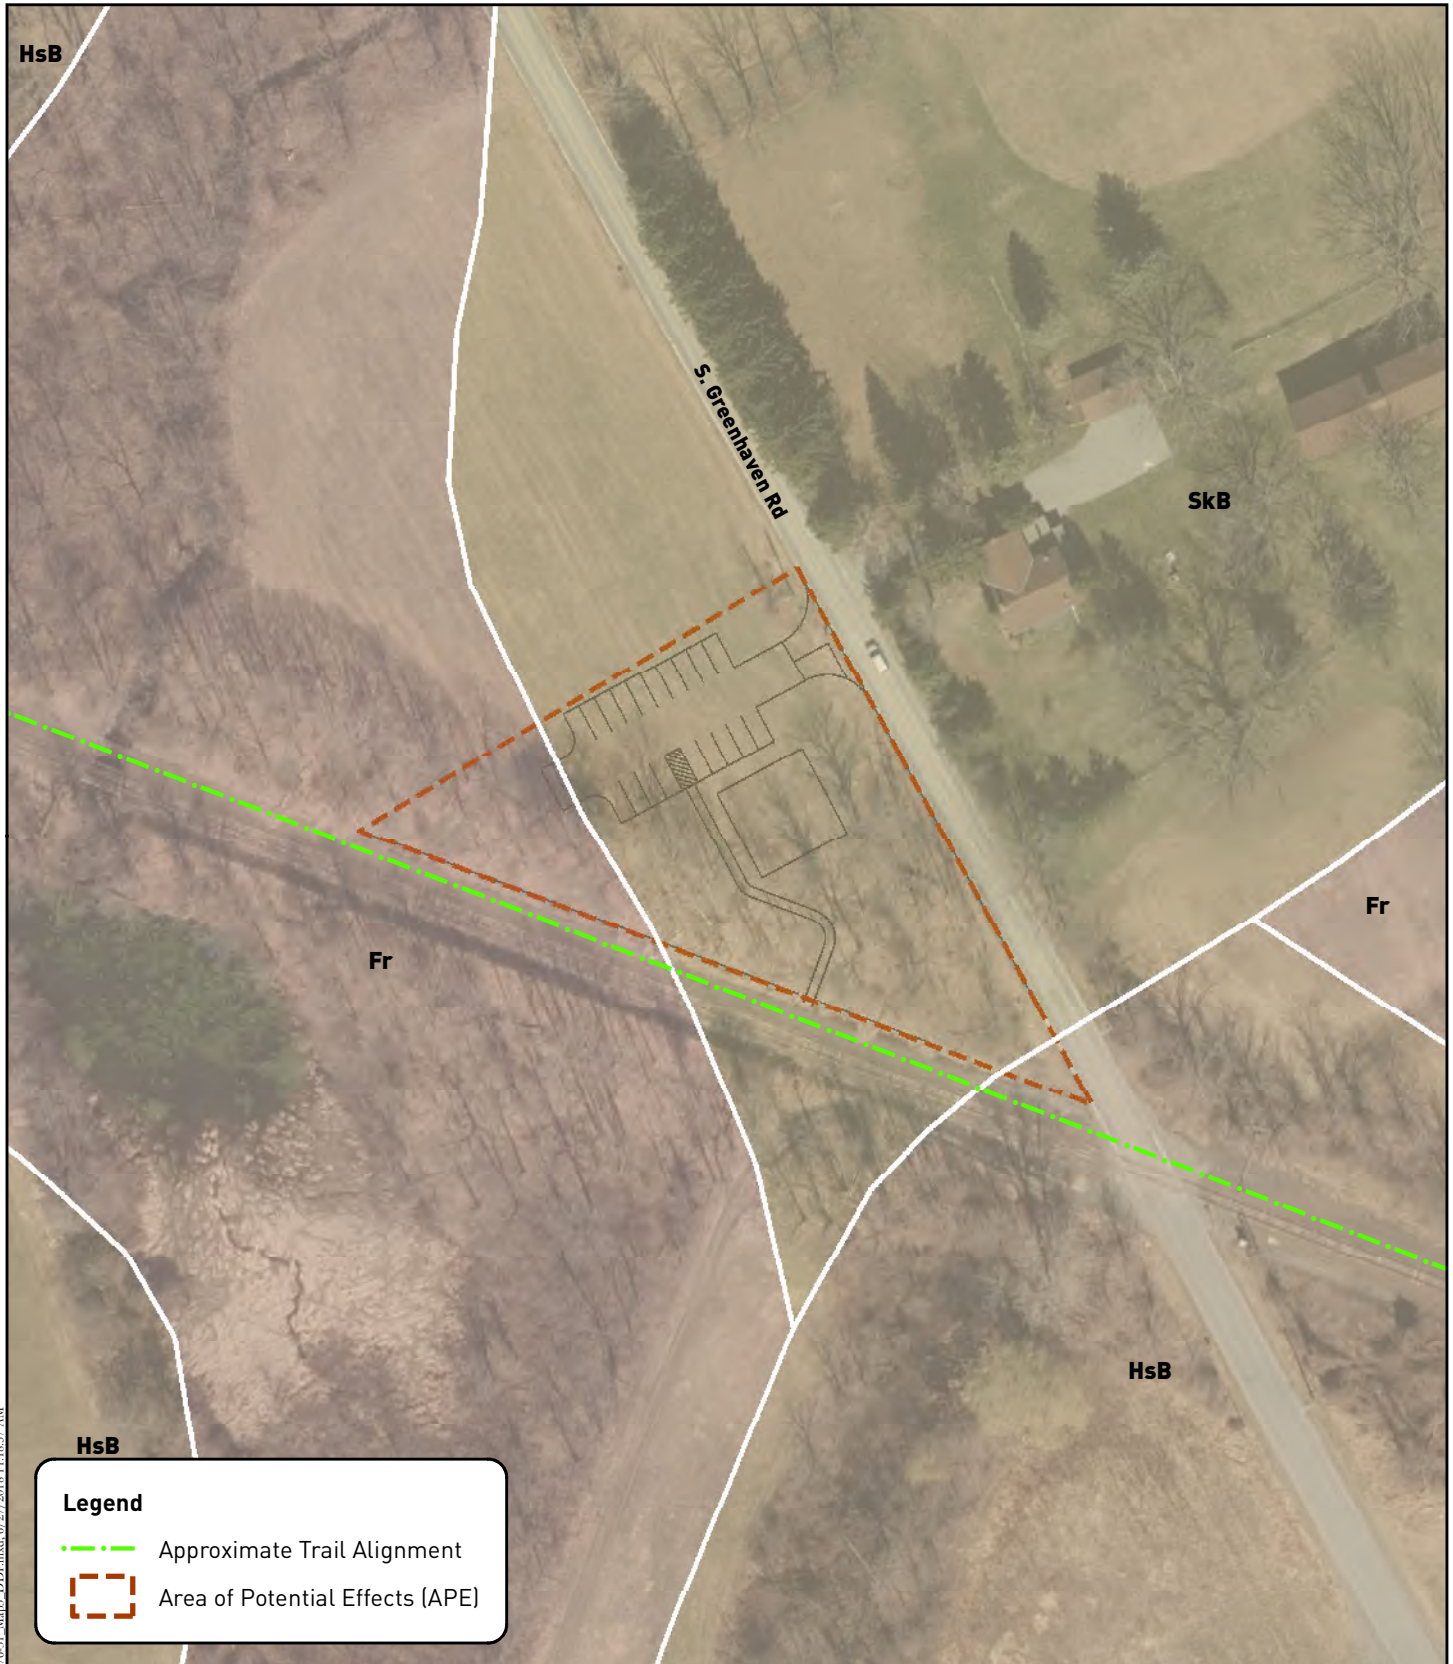 HsB
S. Greenhaven Rd
SkB
Fr
Fr
HsB
HsB
Legend
Approximate Trail Alignment
Area of Potential Effects (APE)